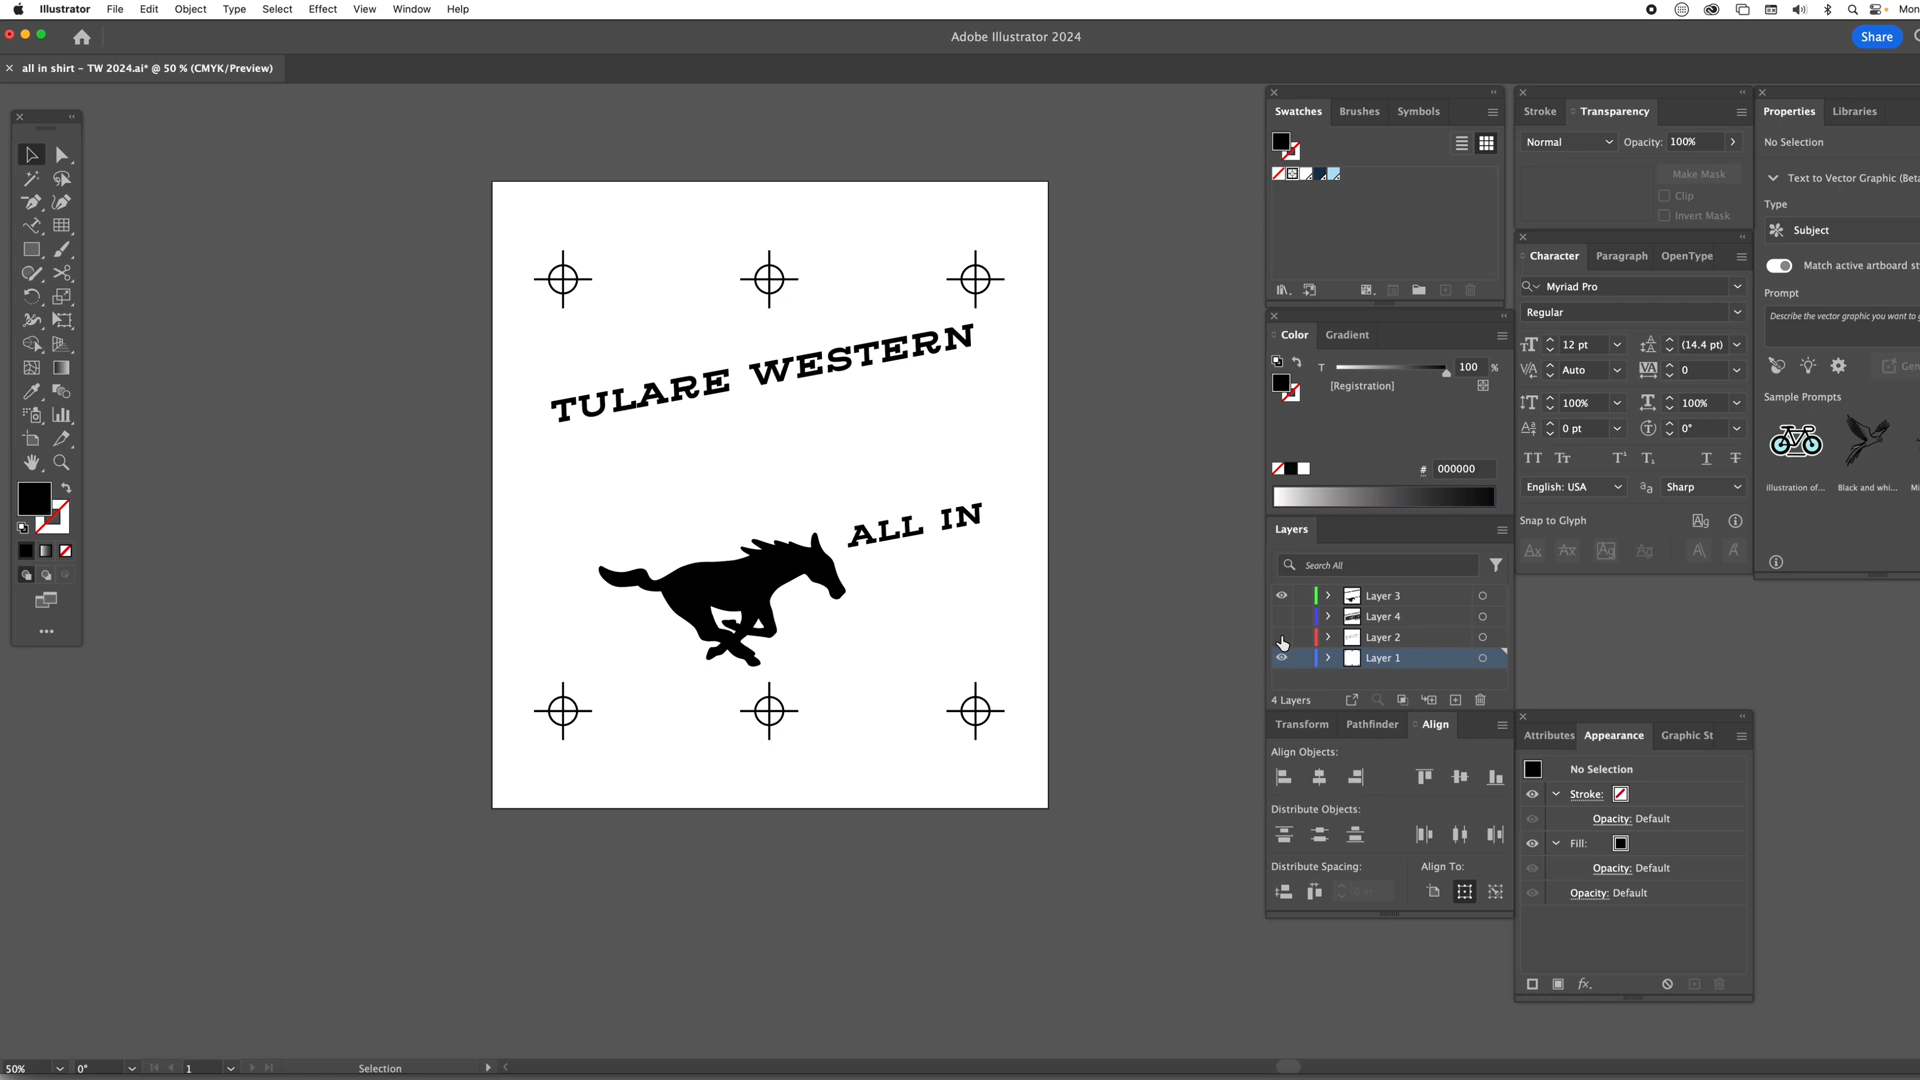 Illustrator File Edit Object Type Select Effect View Window Help
Mon
Adobe Illustrator 2024
Share
all in shirt – TW 2024.ai* @ 50 % (CMYK/Preview)
TULARE WESTERN
ALL IN
Swatches Brushes Symbols
Color Gradient
T 100 %
[Registration]
# 000000
Layers
Search All
Layer 3
Layer 4
Layer 2
Layer 1
4 Layers
Transform Pathfinder Align
Align Objects:
Distribute Objects:
Distribute Spacing: Align To:
0 in
Stroke Transparency
Normal Opacity: 100%
Make Mask
Clip
Invert Mask
Character Paragraph OpenType
Myriad Pro
Regular
12 pt (14.4 pt)
Auto 0
100% 100%
0 pt 0°
English: USA Sharp
Snap to Glyph
Attributes Appearance Graphic St
No Selection
Stroke:
Opacity: Default
Fill:
Opacity: Default
Opacity: Default
Properties Libraries
No Selection
Text to Vector Graphic (Beta
Type
Subject
Match active artboard st
Prompt
Describe the vector graphic you want to g
Gen
Sample Prompts
illustration of... Black and whi... Mi
50% 0° 1 Selection